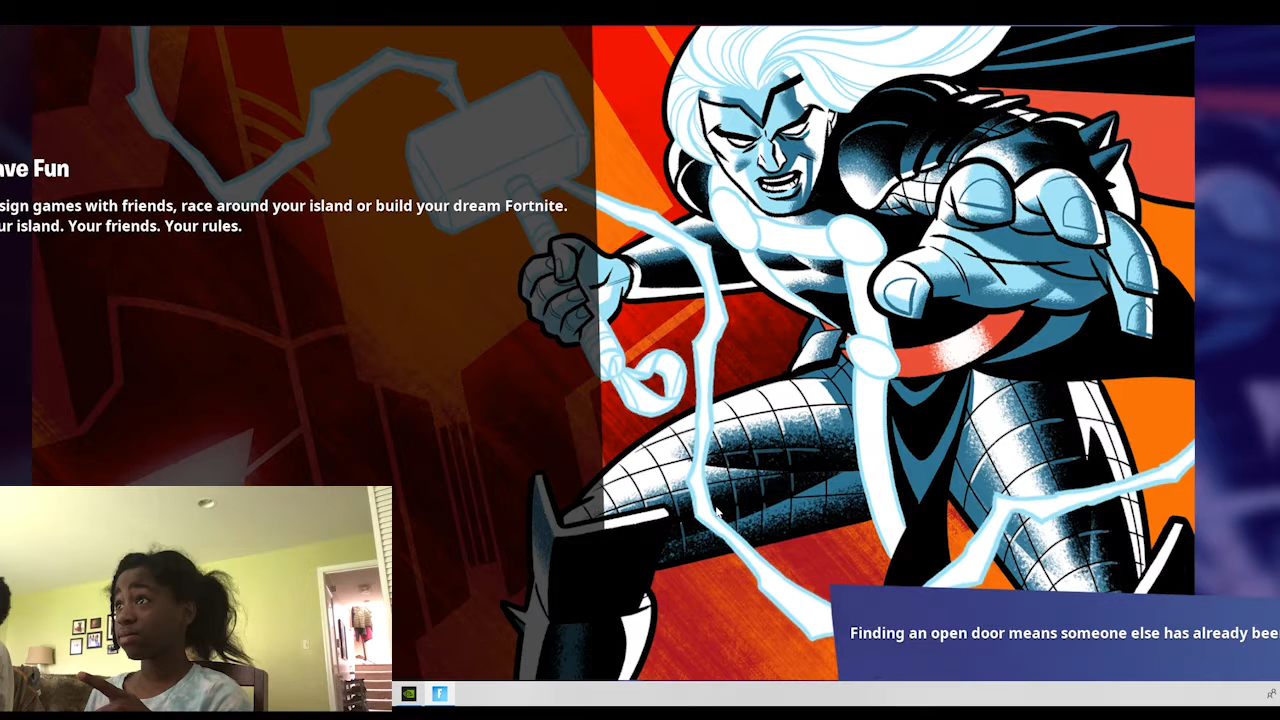 ave Fun
sign games with friends, race around your island or build your dream Fortnite.
ur island. Your friends. Your rules.
Finding an open door means someone else has already bee